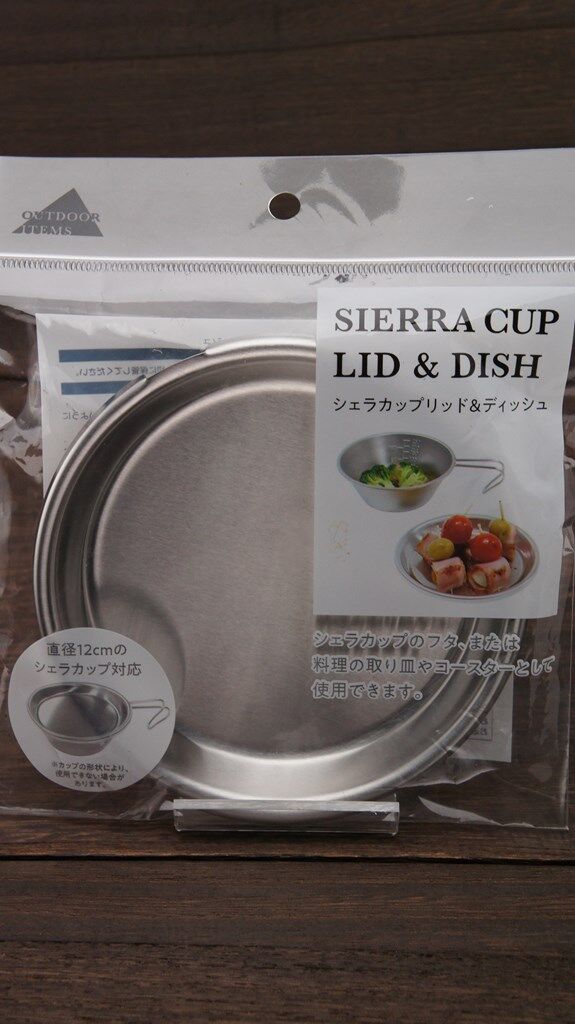 OUTDOOR
ITEMS
SIERRA CUP
LID & DISH
シェラカップリッド&ディッシュ
シェラカップのフタ、または
料理の取り皿やコースターとして
使用できます。
直径12cmの
シェラカップ対応
※カップの形状により、
使用できない場合が
あります。